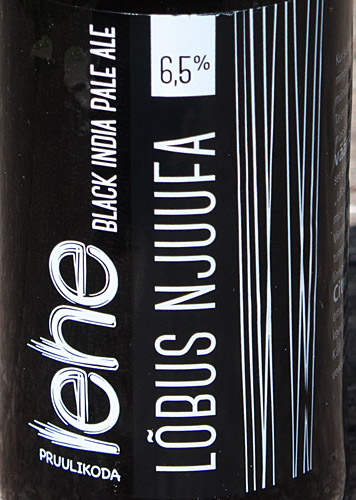 6,5%
BLACK INDIA PALE ALE
lehe
PRUULIKODA
LÕBUS NJUUFA